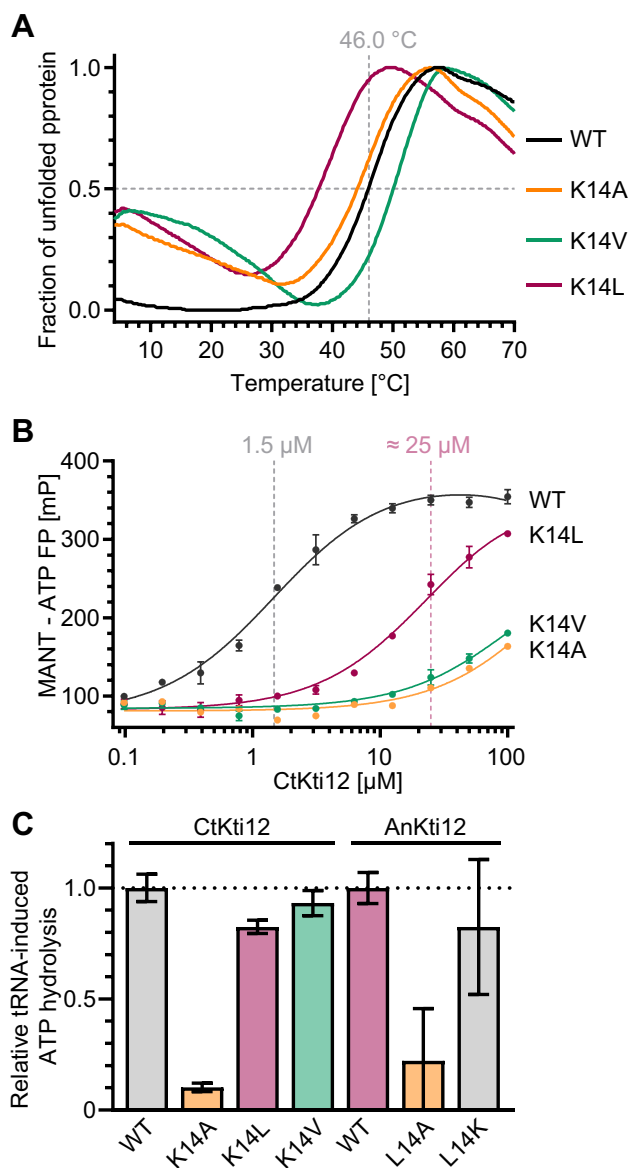 A
46.0 °C
Fraction of unfolded pprotein
1.0
0.5
0.0
10 20 30 40 50 60 70
Temperature [°C]
WT
K14A
K14V
K14L
B
1.5 µM
≈ 25 µM
MANT - ATP FP [mP]
400
300
200
100
0.1 1 10 100
CtKti12 [µM]
WT
K14L
K14V
K14A
C
CtKti12 AnKti12
Relative tRNA-induced
ATP hydrolysis
1.0
0.5
0
WT K14A K14L K14V WT L14A L14K